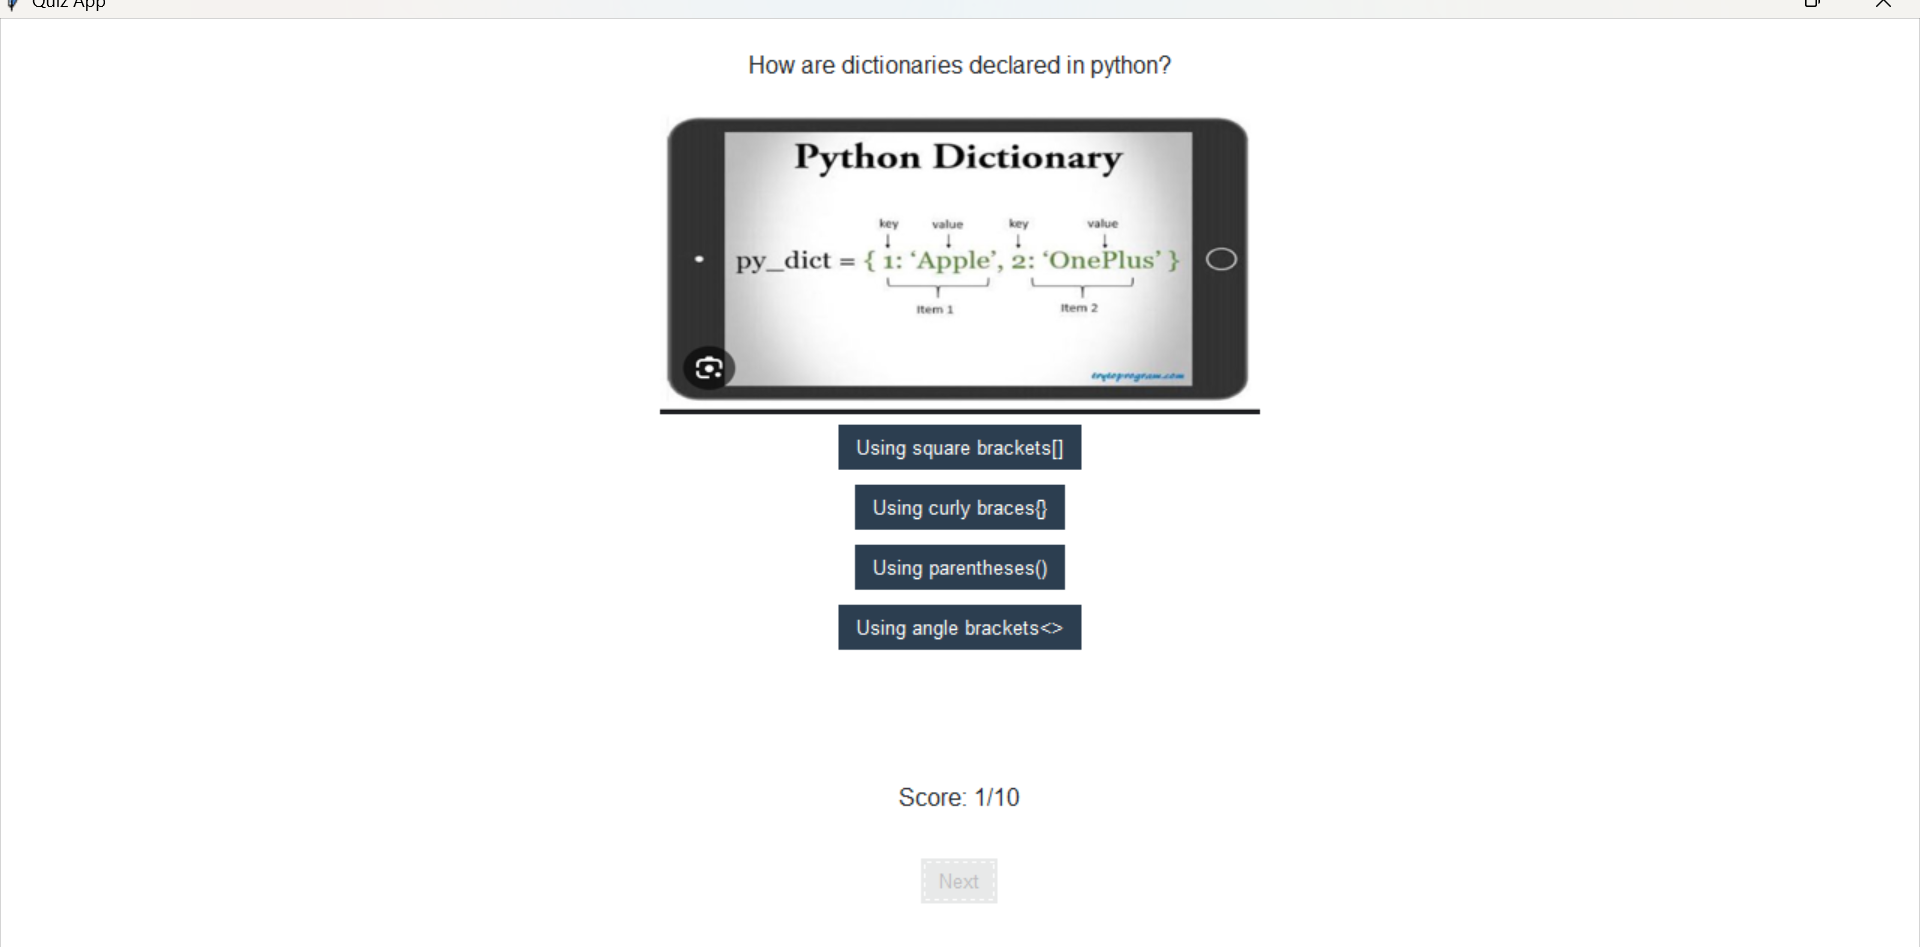 Quiz App
How are dictionaries declared in python?
Python Dictionary
key value key value
py_dict = { 1: ‘Apple’, 2: ‘OnePlus’ }
Item 1 Item 2
Using square brackets[]
Using curly braces{}
Using parentheses()
Using angle brackets<>
Score: 1/10
Next